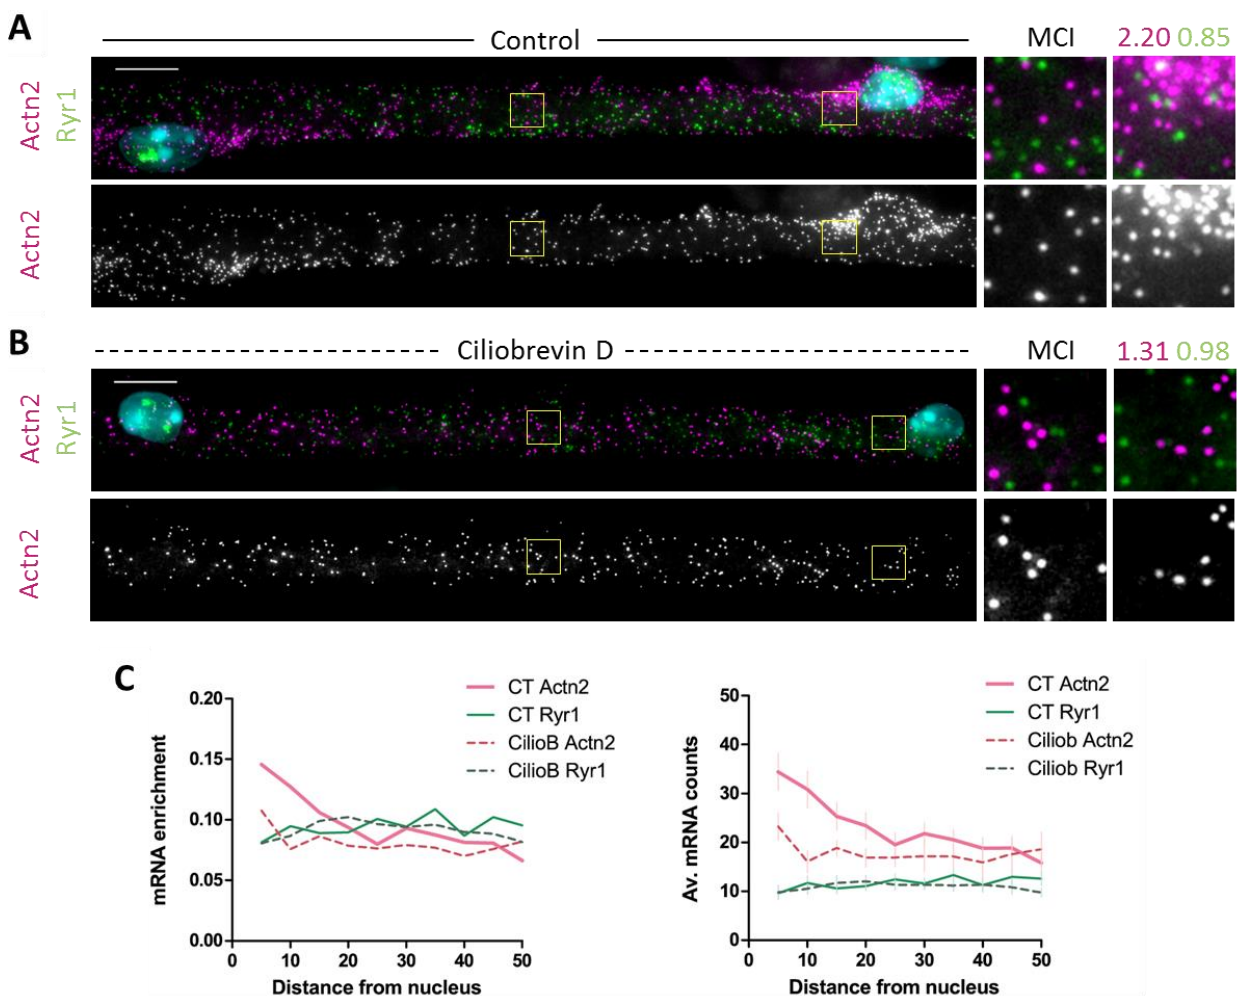 A
Control
MCI
2.20 0.85
Actn2
Ryr1
Actn2
B
Ciliobrevin D
MCI
1.31 0.98
Actn2
Ryr1
Actn2
C
CT Actn2
CT Ryr1
CilioB Actn2
CilioB Ryr1
mRNA enrichment
0.20
0.15
0.10
0.05
0.00
0 10 20 30 40 50
Distance from nucleus
CT Actn2
CT Ryr1
Ciliob Actn2
Ciliob Ryr1
Av. mRNA counts
50
40
30
20
10
0
0 10 20 30 40 50
Distance from nucleus